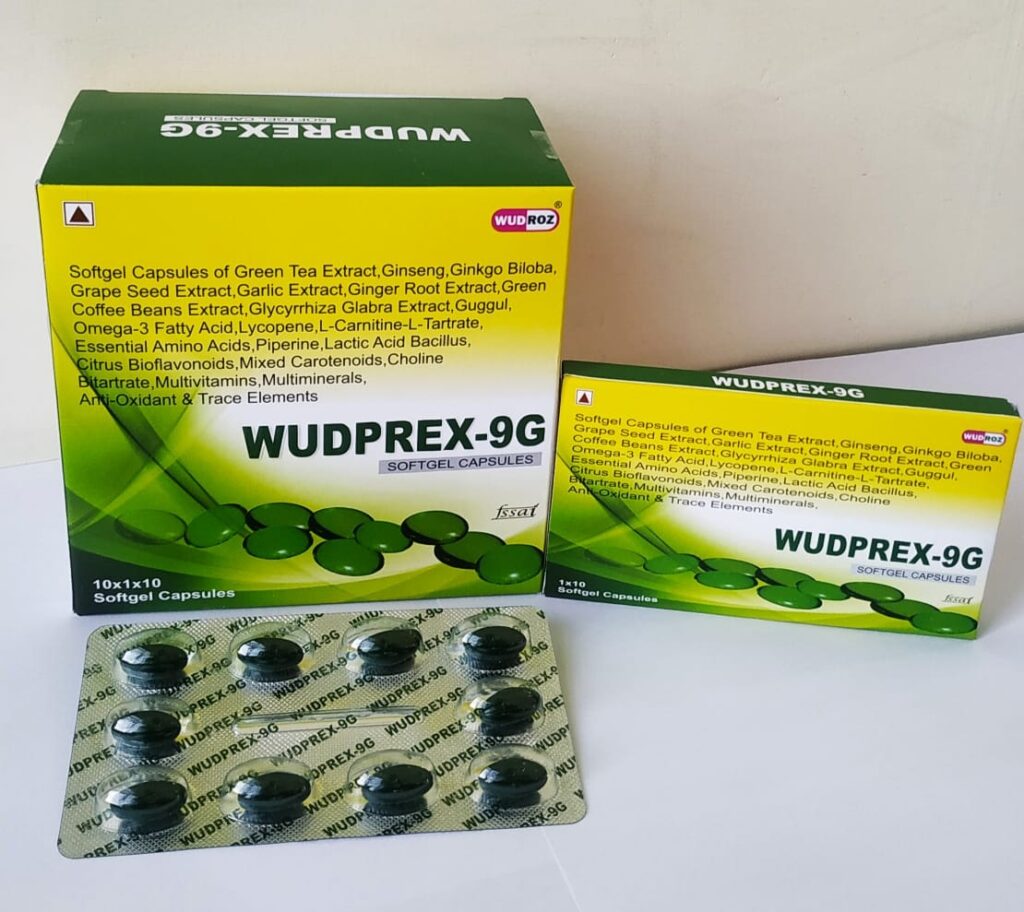 WUDPREX-9G
SOFTGEL CAPSULES
WUDROZ®
Softgel Capsules of Green Tea Extract,Ginseng,Ginkgo Biloba,
Grape Seed Extract,Garlic Extract,Ginger Root Extract,Green
Coffee Beans Extract,Glycyrrhiza Glabra Extract,Guggul,
Omega-3 Fatty Acid,Lycopene,L-Carnitine-L-Tartrate,
Essential Amino Acids,Piperine,Lactic Acid Bacillus,
Citrus Bioflavonoids,Mixed Carotenoids,Choline
Bitartrate,Multivitamins,Multiminerals,
Anti-Oxidant & Trace Elements
WUDPREX-9G
SOFTGEL CAPSULES
fssai
10x1x10
Softgel Capsules
WUDPREX-9G
WUDROZ®
Softgel Capsules of Green Tea Extract,Ginseng,Ginkgo Biloba,
Grape Seed Extract,Garlic Extract,Ginger Root Extract,Green
Coffee Beans Extract,Glycyrrhiza Glabra Extract,Guggul,
Omega-3 Fatty Acid,Lycopene,L-Carnitine-L-Tartrate,
Essential Amino Acids,Piperine,Lactic Acid Bacillus,
Citrus Bioflavonoids,Mixed Carotenoids,Choline
Bitartrate,Multivitamins,Multiminerals,
Anti-Oxidant & Trace Elements
WUDPREX-9G
SOFTGEL CAPSULES
fssai
1x10
Softgel Capsules
WUDPREX-9G
WUDPREX-9G
WUDPREX-9G
WUDPREX-9G
WUDPREX-9G